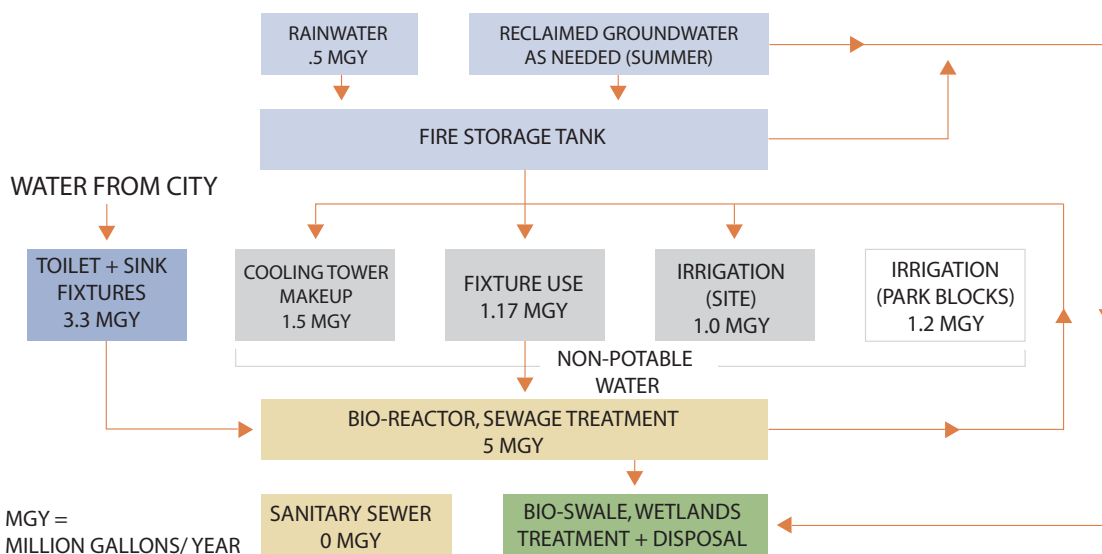 RAINWATER
.5 MGY
RECLAIMED GROUNDWATER
AS NEEDED (SUMMER)
FIRE STORAGE TANK
WATER FROM CITY
TOILET + SINK
FIXTURES
3.3 MGY
COOLING TOWER
MAKEUP
1.5 MGY
FIXTURE USE
1.17 MGY
IRRIGATION
(SITE)
1.0 MGY
IRRIGATION
(PARK BLOCKS)
1.2 MGY
NON-POTABLE
WATER
BIO-REACTOR, SEWAGE TREATMENT
5 MGY
SANITARY SEWER
0 MGY
BIO-SWALE, WETLANDS
TREATMENT + DISPOSAL
MGY =
MILLION GALLONS/ YEAR